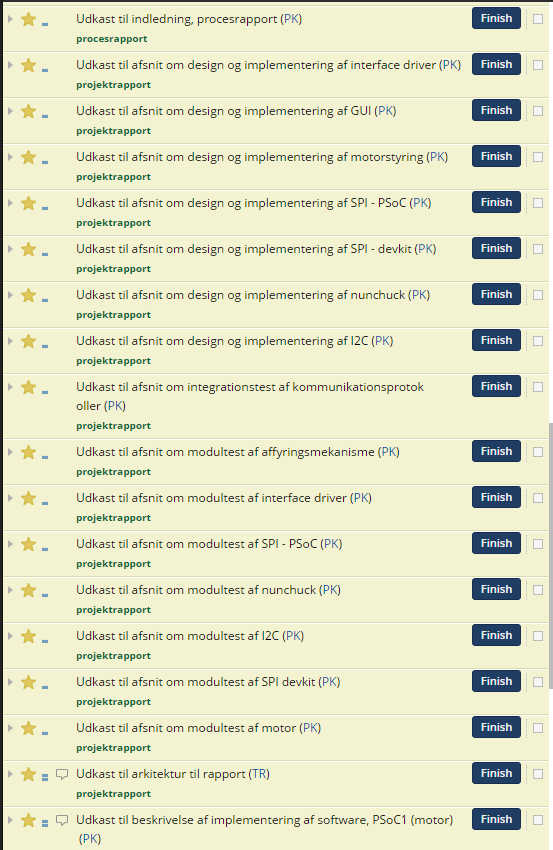 Udkast til indledning, procesrapport (PK) Finish
procesrapport
Udkast til afsnit om design og implementering af interface driver (PK) Finish
projektrapport
Udkast til afsnit om design og implementering af GUI (PK) Finish
projektrapport
Udkast til afsnit om design og implementering af motorstyring (PK) Finish
projektrapport
Udkast til afsnit om design og implementering af SPI - PSoC (PK) Finish
projektrapport
Udkast til afsnit om design og implementering af SPI - devkit (PK) Finish
projektrapport
Udkast til afsnit om design og implementering af nunchuck (PK) Finish
projektrapport
Udkast til afsnit om design og implementering af I2C (PK) Finish
projektrapport
Udkast til afsnit om integrationstest af kommunikationsprotok Finish
oller (PK)
projektrapport
Udkast til afsnit om modultest af affyringsmekanisme (PK) Finish
projektrapport
Udkast til afsnit om modultest af interface driver (PK) Finish
projektrapport
Udkast til afsnit om modultest af SPI - PSoC (PK) Finish
projektrapport
Udkast til afsnit om modultest af nunchuck (PK) Finish
projektrapport
Udkast til afsnit om modultest af I2C (PK) Finish
projektrapport
Udkast til afsnit om modultest af SPI devkit (PK) Finish
projektrapport
Udkast til afsnit om modultest af motor (PK) Finish
projektrapport
Udkast til arkitektur til rapport (TR) Finish
projektrapport
Udkast til beskrivelse af implementering af software, PSoC1 (motor) Finish
(PK)